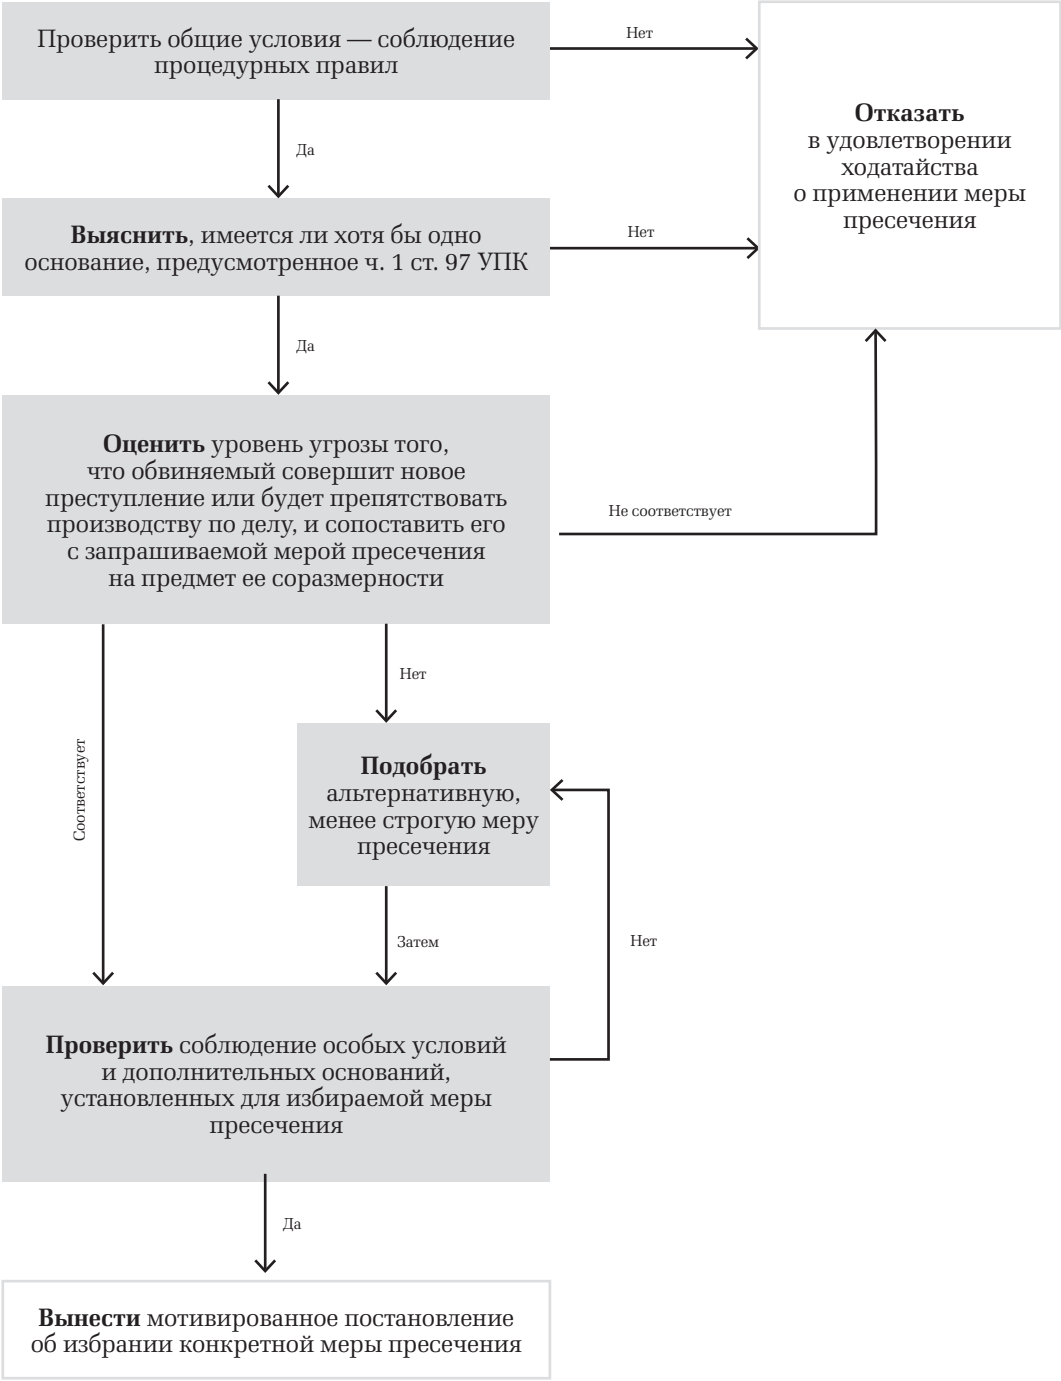 Проверить общие условия — соблюдение
процедурных правил
Нет
Отказать
в удовлетворении
ходатайства
о применении меры
пресечения
Да
Выяснить, имеется ли хотя бы одно
основание, предусмотренное ч. 1 ст. 97 УПК
Нет
Да
Оценить уровень угрозы того,
что обвиняемый совершит новое
преступление или будет препятствовать
производству по делу, и сопоставить его
с запрашиваемой мерой пресечения
на предмет ее соразмерности
Не соответствует
Нет
Соответствует
Подобрать
альтернативную,
менее строгую меру
пресечения
Затем
Нет
Проверить соблюдение особых условий
и дополнительных оснований,
установленных для избираемой меры
пресечения
Да
Вынести мотивированное постановление
об избрании конкретной меры пресечения